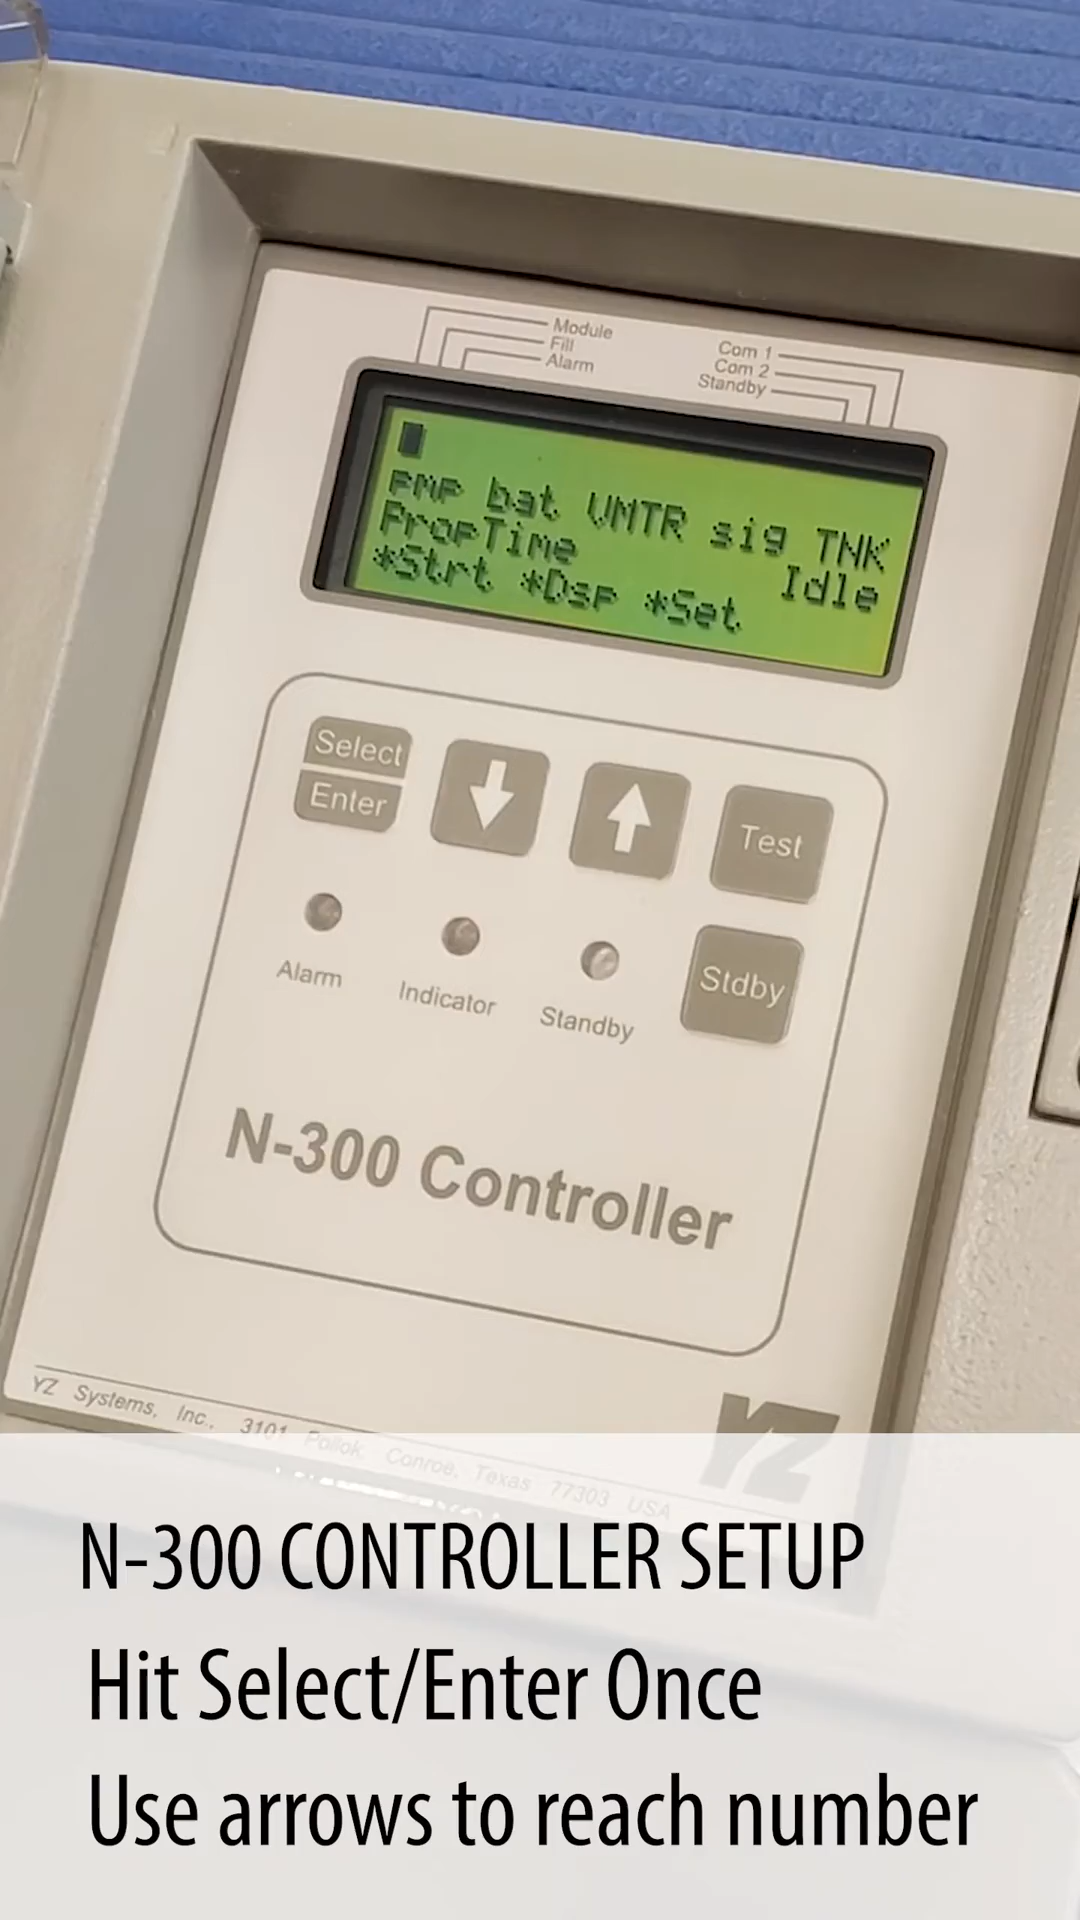 Module
Fill
Alarm
Com 1
Com 2
Standby
PMP bat VMTR sig TNK
PropTime Idle
*Strt *Dsp *Set
Select
Enter
Test
Alarm
Indicator
Standby
Stdby
N-300 Controller
YZ Systems, Inc., 3101 Pollok, Conroe, Texas 77303 USA
YZ
N-300 CONTROLLER SETUP
Hit Select/Enter Once
Use arrows to reach number